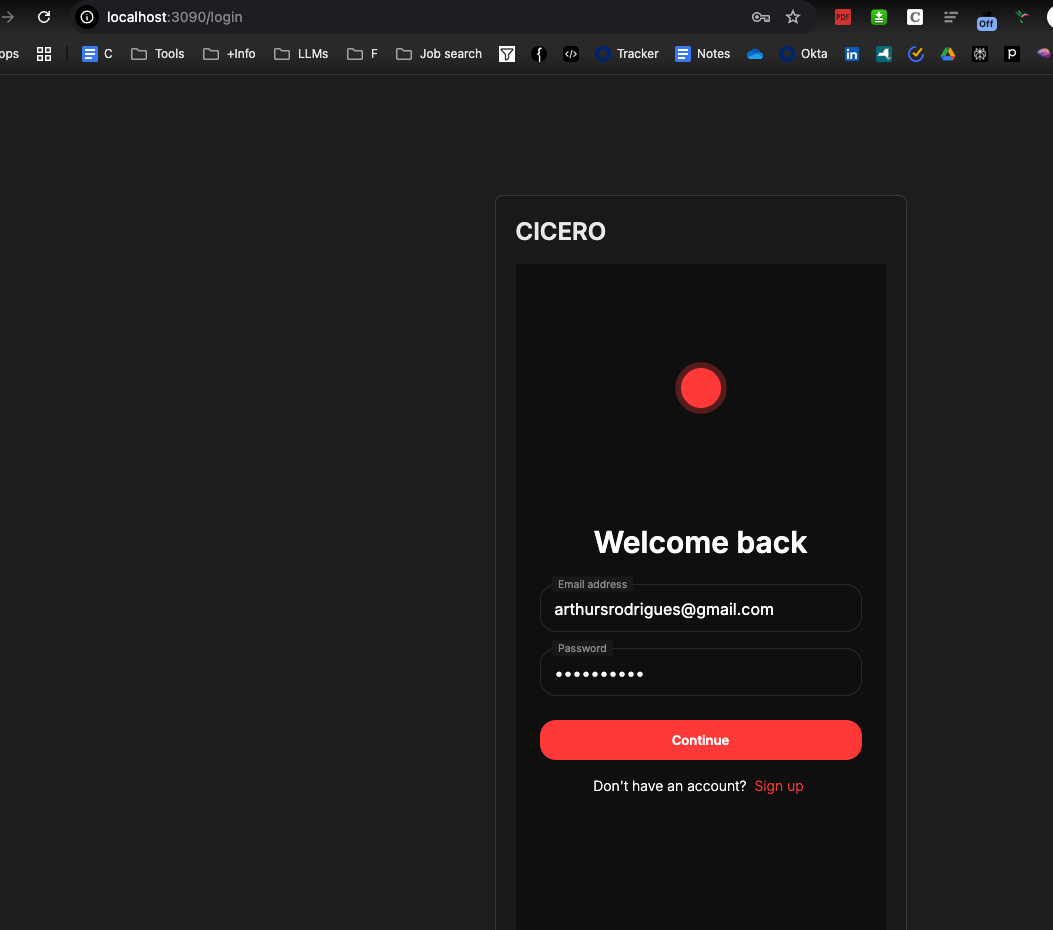 localhost:3090/login
PDF
C
Off
ops
C
Tools
+Info
LLMs
F
Job search
Tracker
Notes
Okta
in
p
CICERO
Welcome back
Email address
arthursrodrigues@gmail.com
Password
••••••••••
Continue
Don't have an account? Sign up